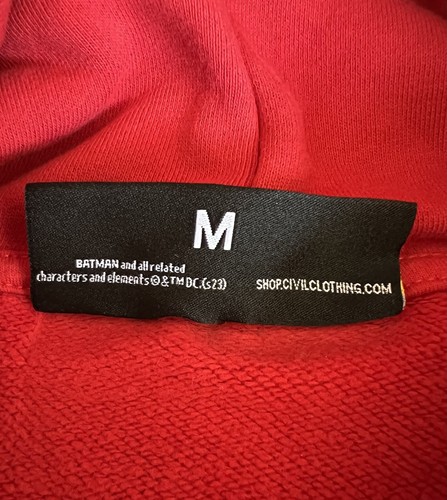 M
BATMAN and all related
characters and elements © & ™ DC. (s23)
SHOP.CIVILCLOTHING.COM